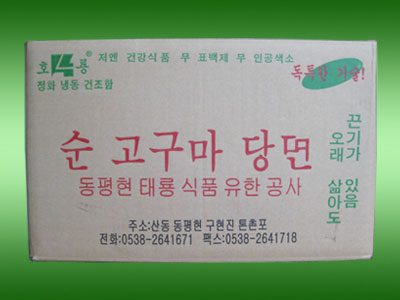 호 4 룡 ®
정화 냉동 건조함
저엔 건강식품 무 표백제 무 인공색소
독특한 기술!
순 고구마 당면
동평현 태룡 식품 유한 공사
끈기가 있음
오래 삶아도
주소:산동 동평현 구현진 톤촌포
전화:0538-2641671 팩스:0538-2641718